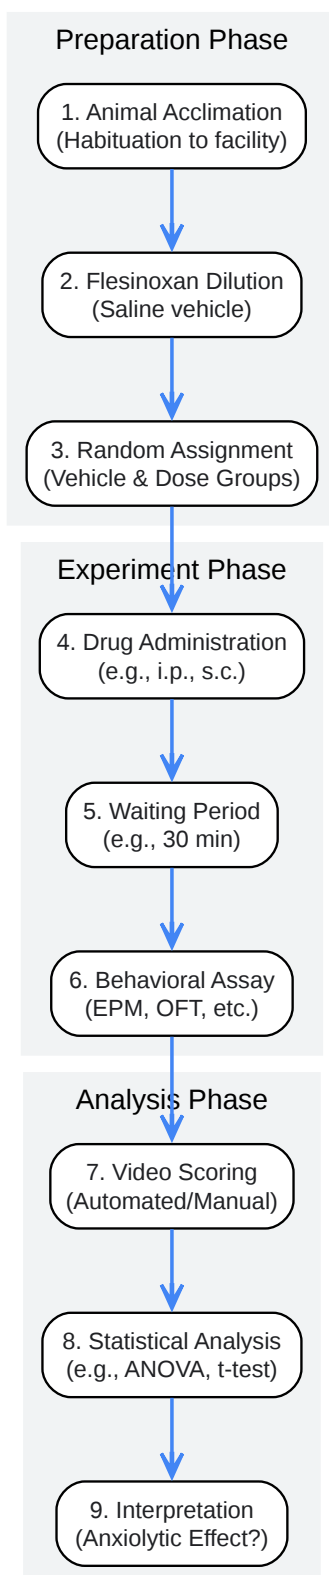 Preparation Phase
1. Animal Acclimation
(Habituation to facility)
2. Flesinoxan Dilution
(Saline vehicle)
3. Random Assignment
(Vehicle & Dose Groups)
Experiment Phase
4. Drug Administration
(e.g., i.p., s.c.)
5. Waiting Period
(e.g., 30 min)
6. Behavioral Assay
(EPM, OFT, etc.)
Analysis Phase
7. Video Scoring
(Automated/Manual)
8. Statistical Analysis
(e.g., ANOVA, t-test)
9. Interpretation
(Anxiolytic Effect?)